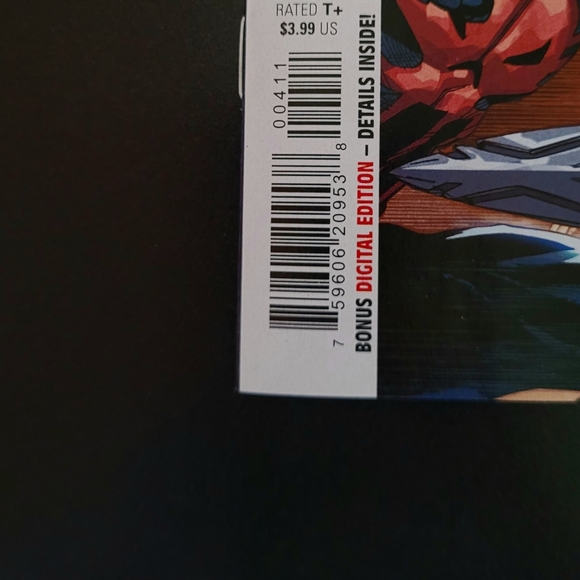 RATED T+
$3.99 US
00411
7 59606 20953 8
BONUS DIGITAL EDITION – DETAILS INSIDE!